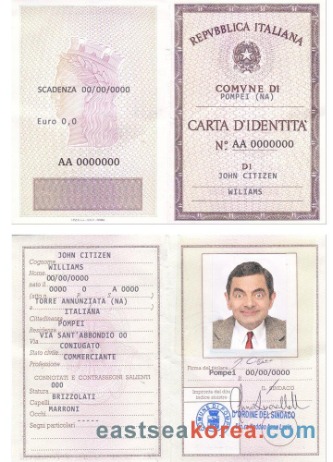 SCADENZA 00/00/0000
Euro 0,0
AA 0000000
REPVBBLICA ITALIANA
COMVNE DI
POMPEI (NA)
CARTA D'IDENTITA'
No AA 0000000
DI
JOHN CITIZEN
WILIAMS
Cognome JOHN CITIZEN
Nome WILLIAMS
nato il 00/00/0000
0000 0 A 0000
TORRE ANNUNZIATA (NA)
Cittadinanza ITALIANA
Residenza POMPEI
Via VIA SANT'ABBONDIO 00
Stato civile CONIUGATO
Professione COMMERCIANTE
CONNOTATI E CONTRASSEGNI SALIENTI
Statura 000
Capelli BRIZZOLATI
Occhi MARRONI
Segni particolari
Firma del titolare
Pompei 00/00/0000
IL SINDACO
Impronta del dito
indice sinistro
D'ORDINE DEL SINDACO
eastseakorea.com